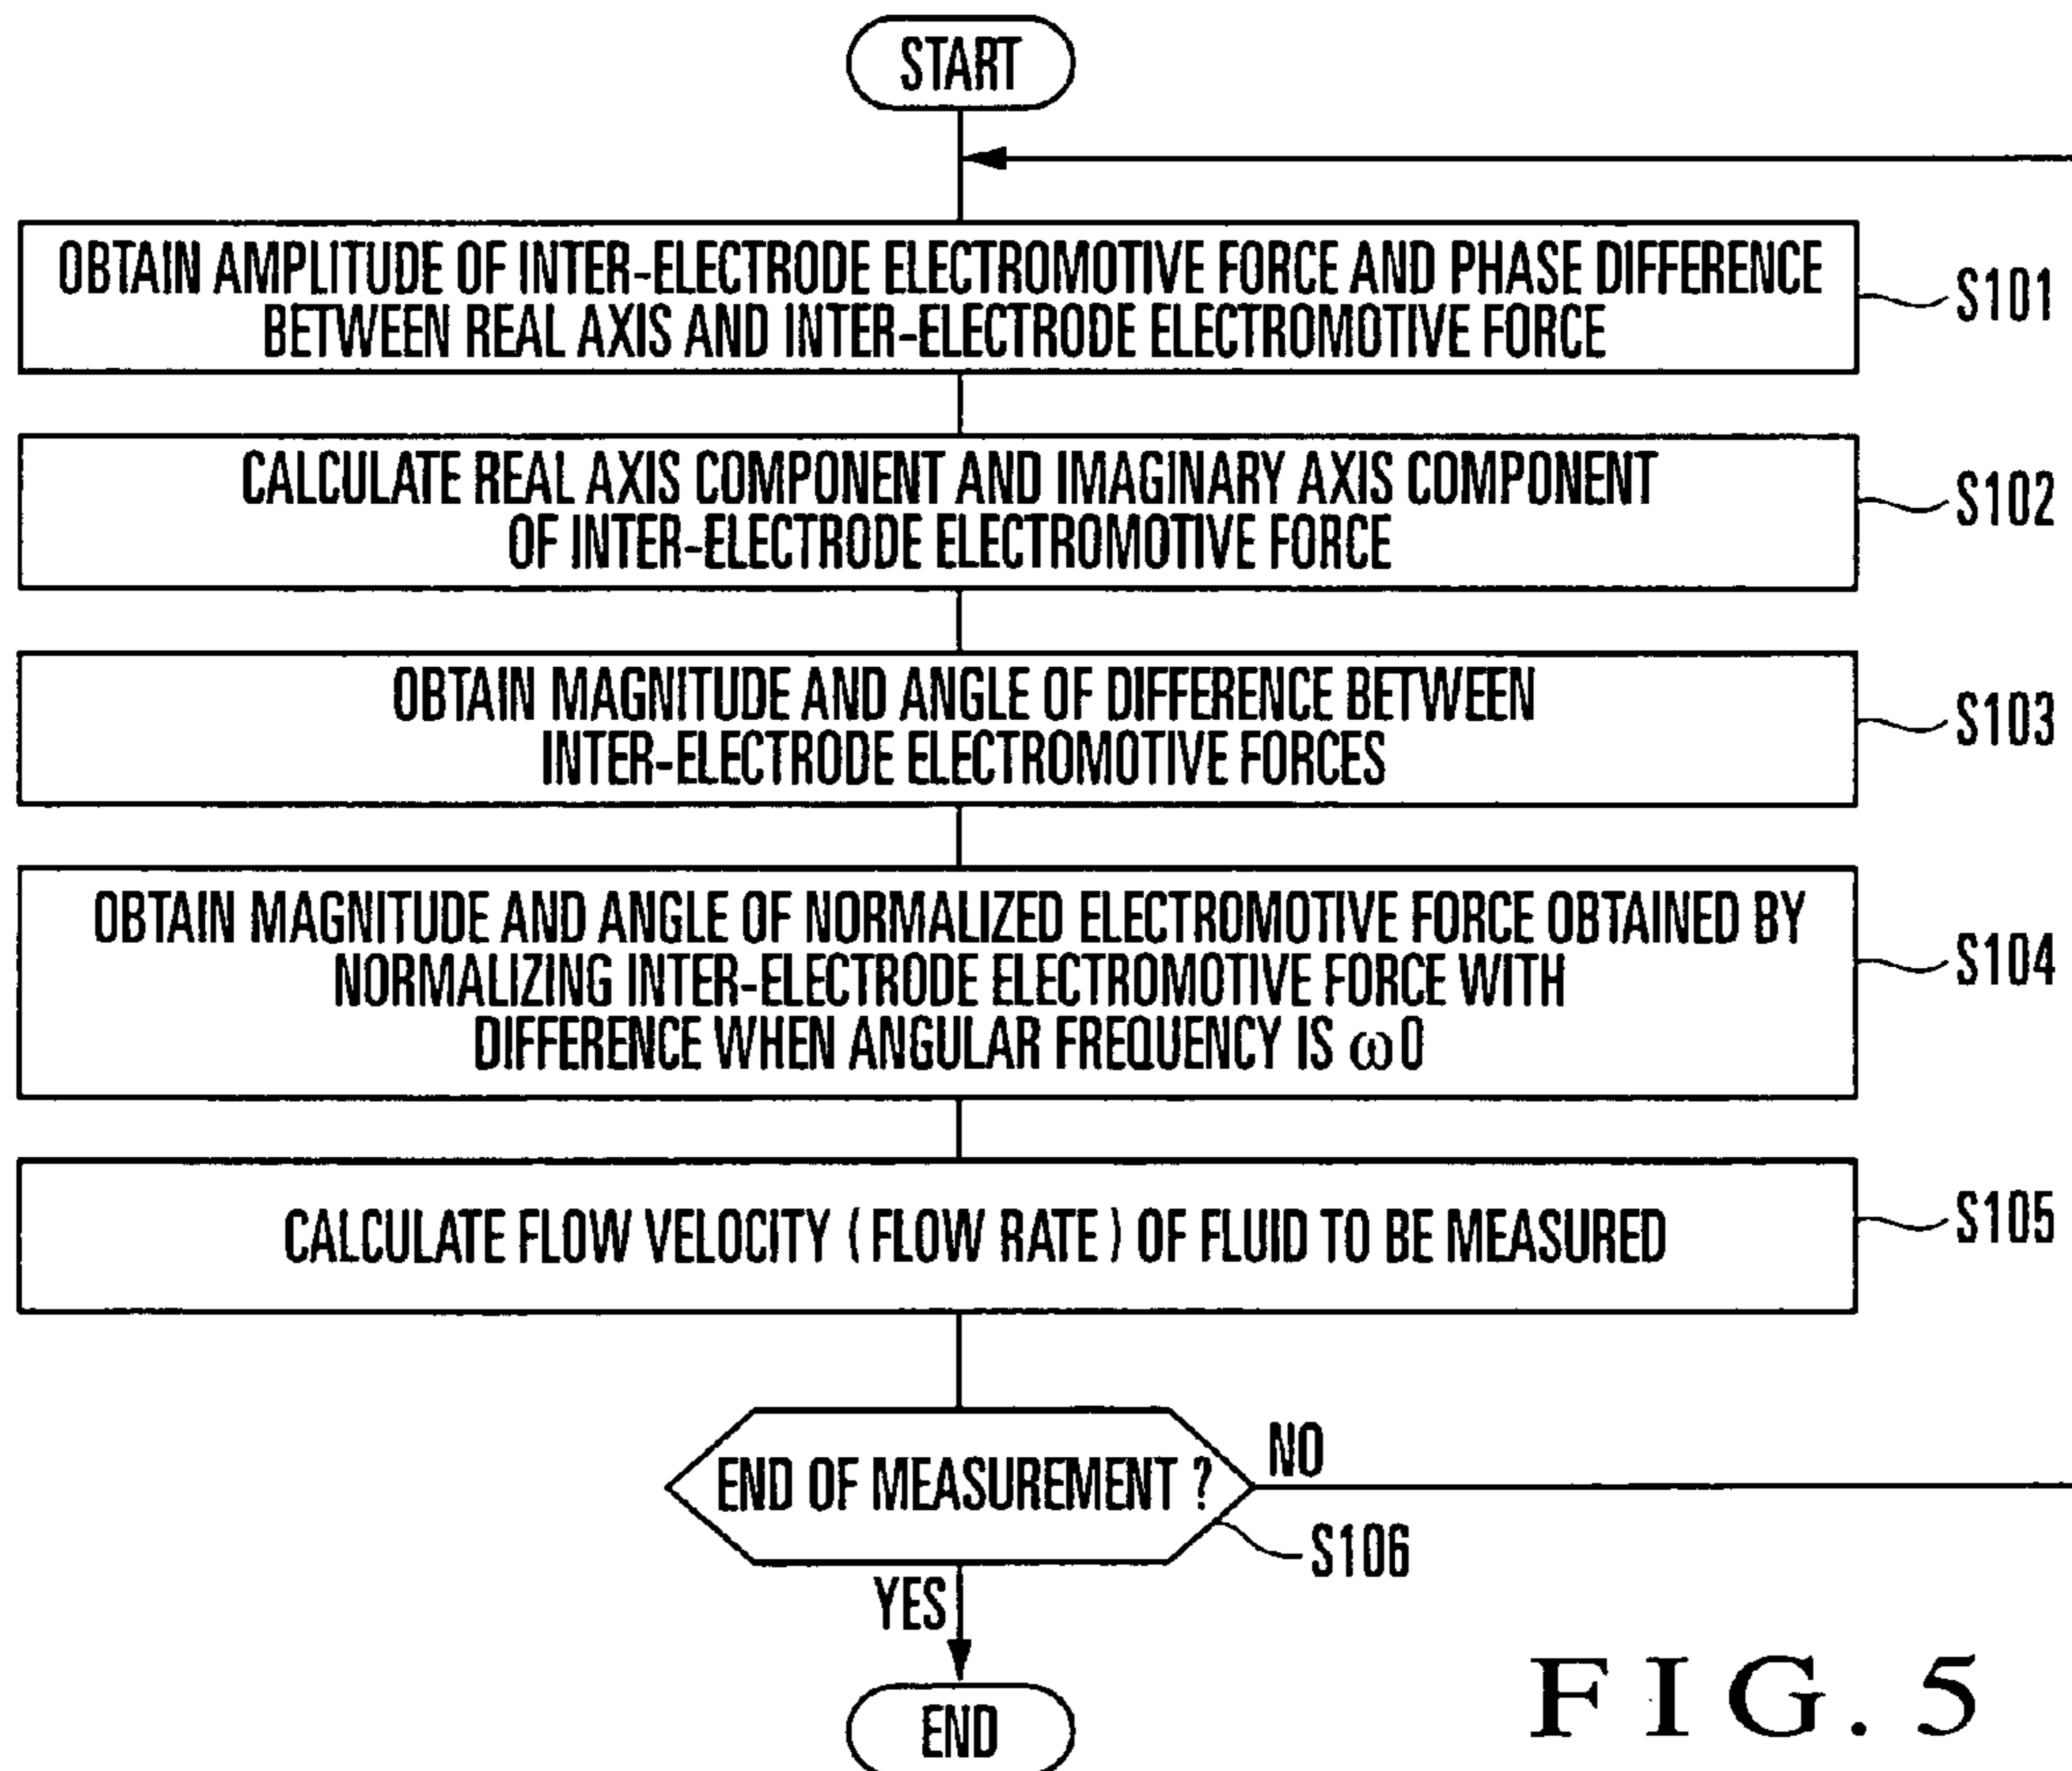 START
OBTAIN AMPLITUDE OF INTER-ELECTRODE ELECTROMOTIVE FORCE AND PHASE DIFFERENCE
BETWEEN REAL AXIS AND INTER-ELECTRODE ELECTROMOTIVE FORCE
S101
CALCULATE REAL AXIS COMPONENT AND IMAGINARY AXIS COMPONENT
OF INTER-ELECTRODE ELECTROMOTIVE FORCE
S102
OBTAIN MAGNITUDE AND ANGLE OF DIFFERENCE BETWEEN
INTER-ELECTRODE ELECTROMOTIVE FORCES
S103
OBTAIN MAGNITUDE AND ANGLE OF NORMALIZED ELECTROMOTIVE FORCE OBTAINED BY
NORMALIZING INTER-ELECTRODE ELECTROMOTIVE FORCE WITH
DIFFERENCE WHEN ANGULAR FREQUENCY IS ω0
S104
CALCULATE FLOW VELOCITY (FLOW RATE) OF FLUID TO BE MEASURED
S105
END OF MEASUREMENT ?
NO
S106
YES
END
FIG. 5